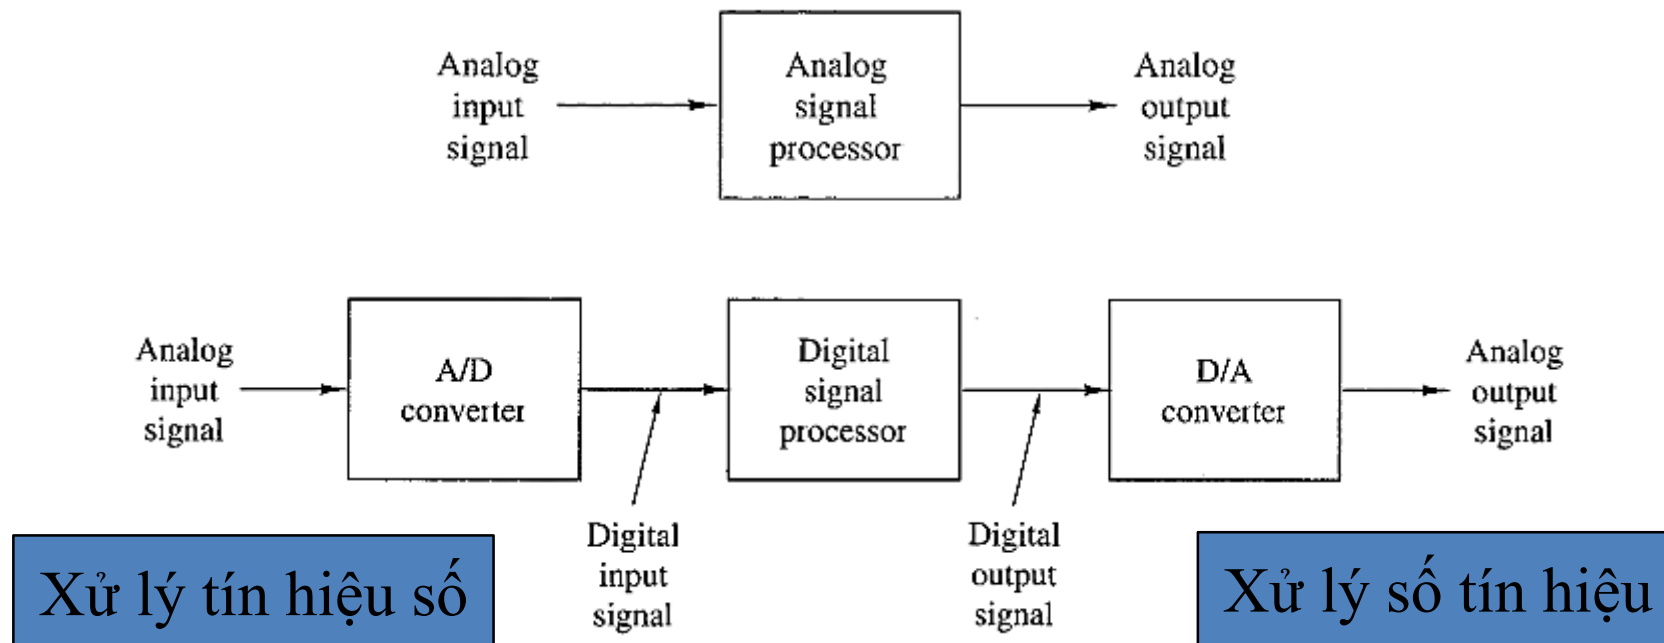 Analog
input
signal
Analog
signal
processor
Analog
output
signal
Analog
input
signal
A/D
converter
Digital
signal
processor
D/A
converter
Analog
output
signal
Digital
input
signal
Digital
output
signal
Xử lý tín hiệu số
Xử lý số tín hiệu